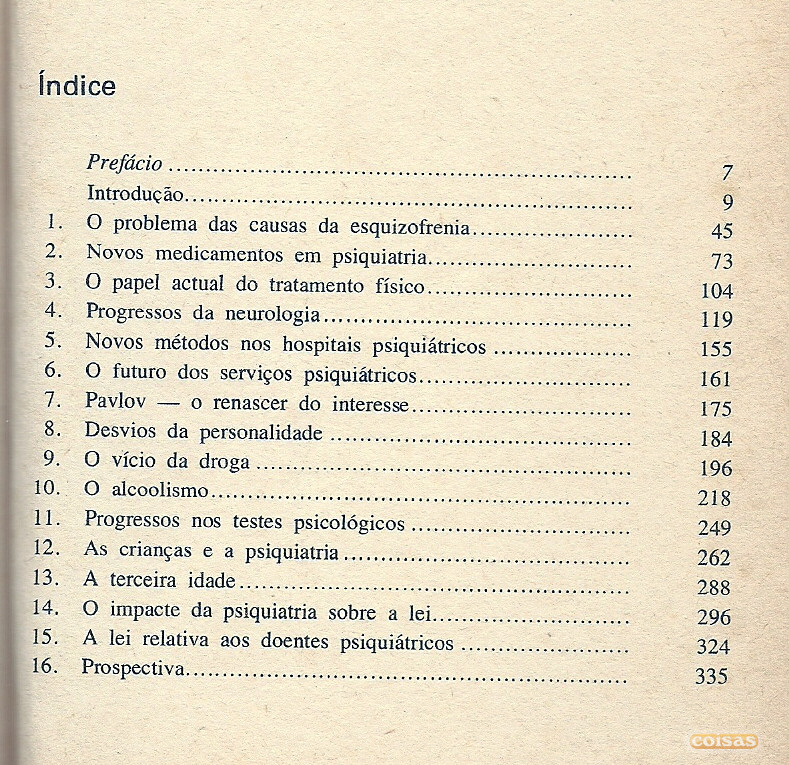 Índice
Prefácio ........ 7
Introdução........ 9
1. O problema das causas da esquizofrenia........ 45
2. Novos medicamentos em psiquiatria........ 73
3. O papel actual do tratamento físico........ 104
4. Progressos da neurologia........ 119
5. Novos métodos nos hospitais psiquiátricos ........ 155
6. O futuro dos serviços psiquiátricos........ 161
7. Pavlov — o renascer do interesse........ 175
8. Desvios da personalidade ........ 184
9. O vício da droga ........ 196
10. O alcoolismo........ 218
11. Progressos nos testes psicológicos ........ 249
12. As crianças e a psiquiatria ........ 262
13. A terceira idade........ 288
14. O impacte da psiquiatria sobre a lei........ 296
15. A lei relativa aos doentes psiquiátricos ........ 324
16. Prospectiva........ 335
coisas